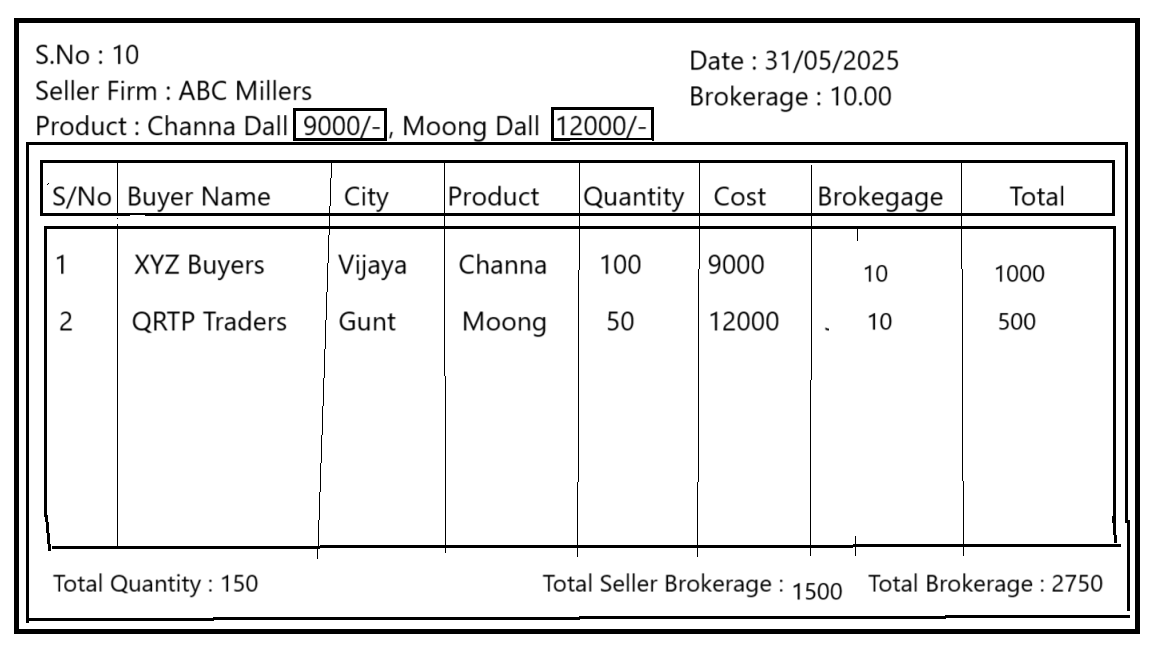 S.No : 10
Date : 31/05/2025
Seller Firm : ABC Millers
Brokerage : 10.00
Product : Channa Dall 9000/-, Moong Dall 12000/-
S/No Buyer Name City Product Quantity Cost Brokegage Total
1 XYZ Buyers Vijaya Channa 100 9000 10 1000
2 QRTP Traders Gunt Moong 50 12000 10 500
Total Quantity : 150 Total Seller Brokerage : 1500 Total Brokerage : 2750